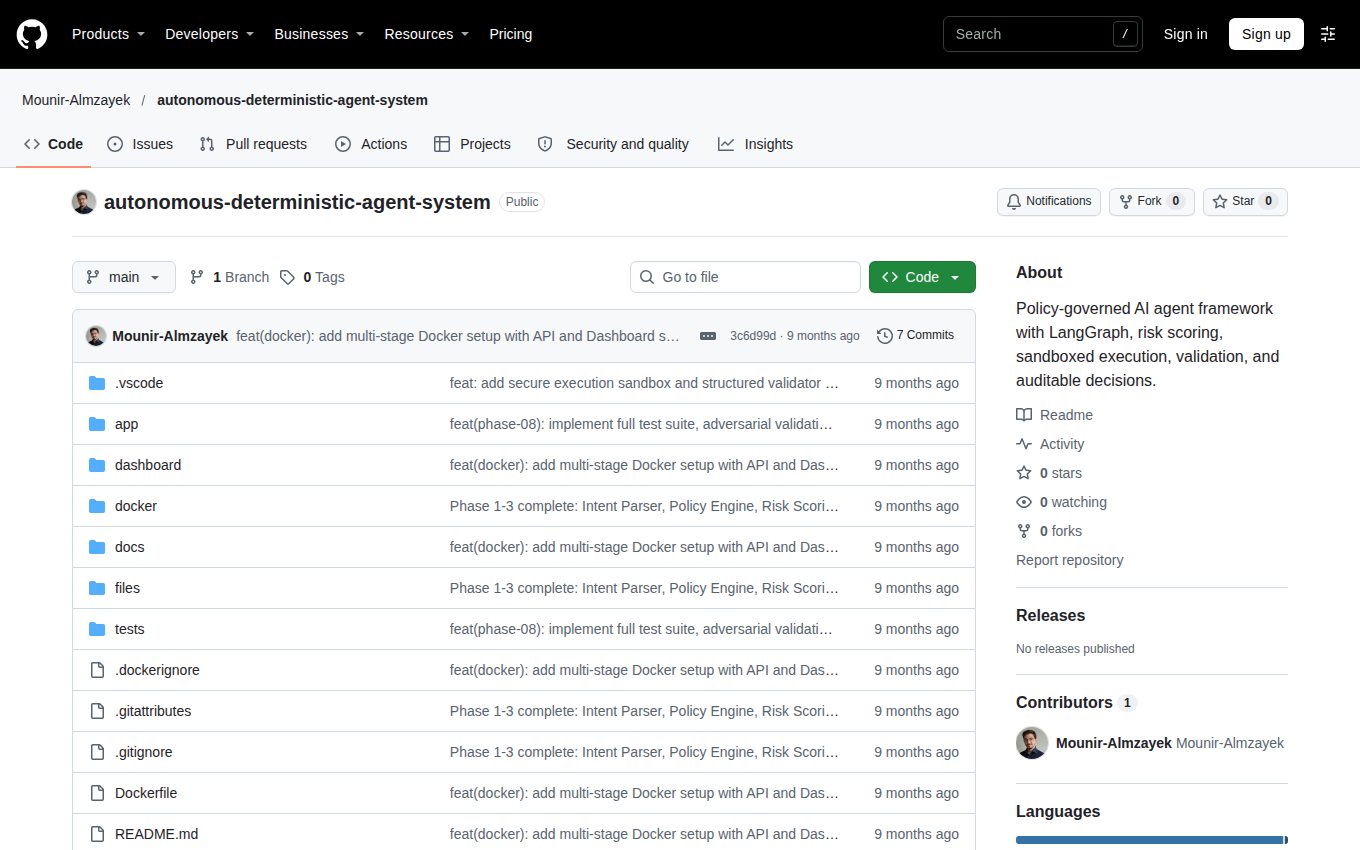 Products Developers Businesses Resources Pricing Search / Sign in Sign up
Mounir-Almzayek / autonomous-deterministic-agent-system
Code Issues Pull requests Actions Projects Security and quality Insights
autonomous-deterministic-agent-system Public Notifications Fork 0 Star 0
main 1 Branch 0 Tags Go to file Code
Mounir-Almzayek feat(docker): add multi-stage Docker setup with API and Dashboard s… 3c6d99d · 9 months ago 7 Commits
.vscode feat: add secure execution sandbox and structured validator … 9 months ago
app feat(phase-08): implement full test suite, adversarial validati… 9 months ago
dashboard feat(docker): add multi-stage Docker setup with API and Das… 9 months ago
docker Phase 1-3 complete: Intent Parser, Policy Engine, Risk Scori… 9 months ago
docs feat(docker): add multi-stage Docker setup with API and Das… 9 months ago
files Phase 1-3 complete: Intent Parser, Policy Engine, Risk Scori… 9 months ago
tests feat(phase-08): implement full test suite, adversarial validati… 9 months ago
.dockerignore feat(docker): add multi-stage Docker setup with API and Das… 9 months ago
.gitattributes Phase 1-3 complete: Intent Parser, Policy Engine, Risk Scori… 9 months ago
.gitignore Phase 1-3 complete: Intent Parser, Policy Engine, Risk Scori… 9 months ago
Dockerfile feat(docker): add multi-stage Docker setup with API and Das… 9 months ago
README.md feat(docker): add multi-stage Docker setup with API and Das… 9 months ago
About
Policy-governed AI agent framework
with LangGraph, risk scoring,
sandboxed execution, validation, and
auditable decisions.
Readme
Activity
0 stars
0 watching
0 forks
Report repository
Releases
No releases published
Contributors 1
Mounir-Almzayek Mounir-Almzayek
Languages